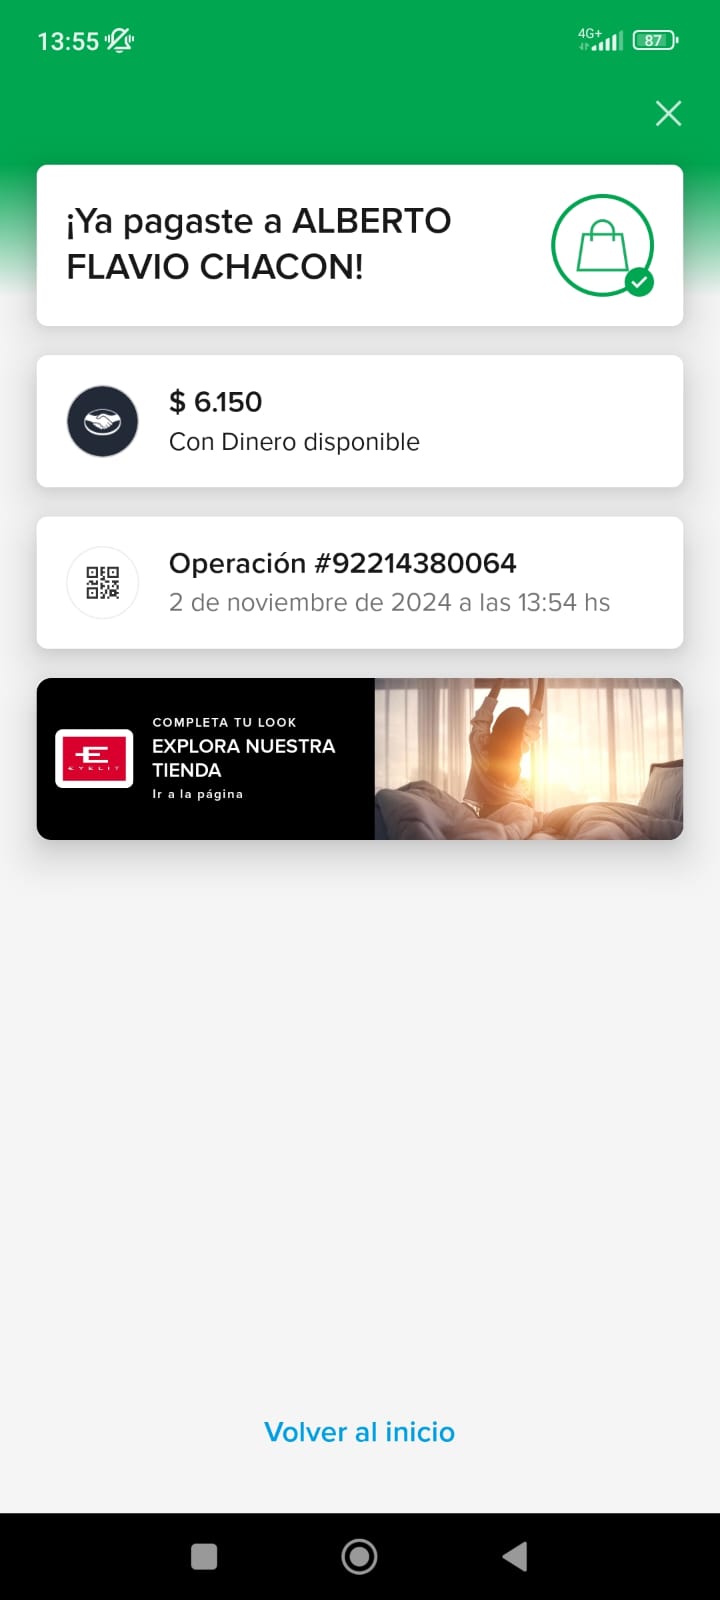 13:55
4G+
87
¡Ya pagaste a ALBERTO
FLAVIO CHACON!
$ 6.150
Con Dinero disponible
Operación #92214380064
2 de noviembre de 2024 a las 13:54 hs
COMPLETA TU LOOK
EXPLORA NUESTRA
TIENDA
Ir a la página
E
EYELIT
Volver al inicio